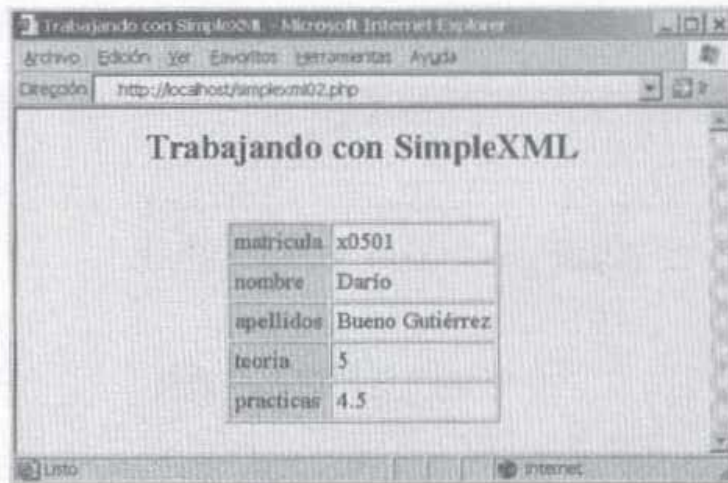 Trabajando con SimpleXML - Microsoft Internet Explorer
Archivo Edición Ver Favoritos Herramientas Ayuda
Dirección http://localhost/simplexml02.php Ir
Trabajando con SimpleXML
matricula x0501
nombre Darío
apellidos Bueno Gutiérrez
teoria 5
practicas 4.5
Listo Internet